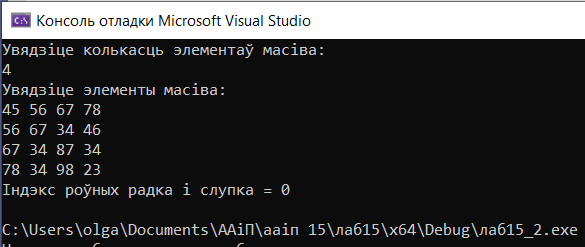 Консоль отладки Microsoft Visual Studio
Увядзіце колькасць элементаў масіва:
4
Увядзіце элементы масіва:
45 56 67 78
56 67 34 46
67 34 87 34
78 34 98 23
Індэкс роўных радка і слупка = 0
C:\Users\olga\Documents\ААіП\ааіп 15\лаб15\x64\Debug\лаб15_2.exe